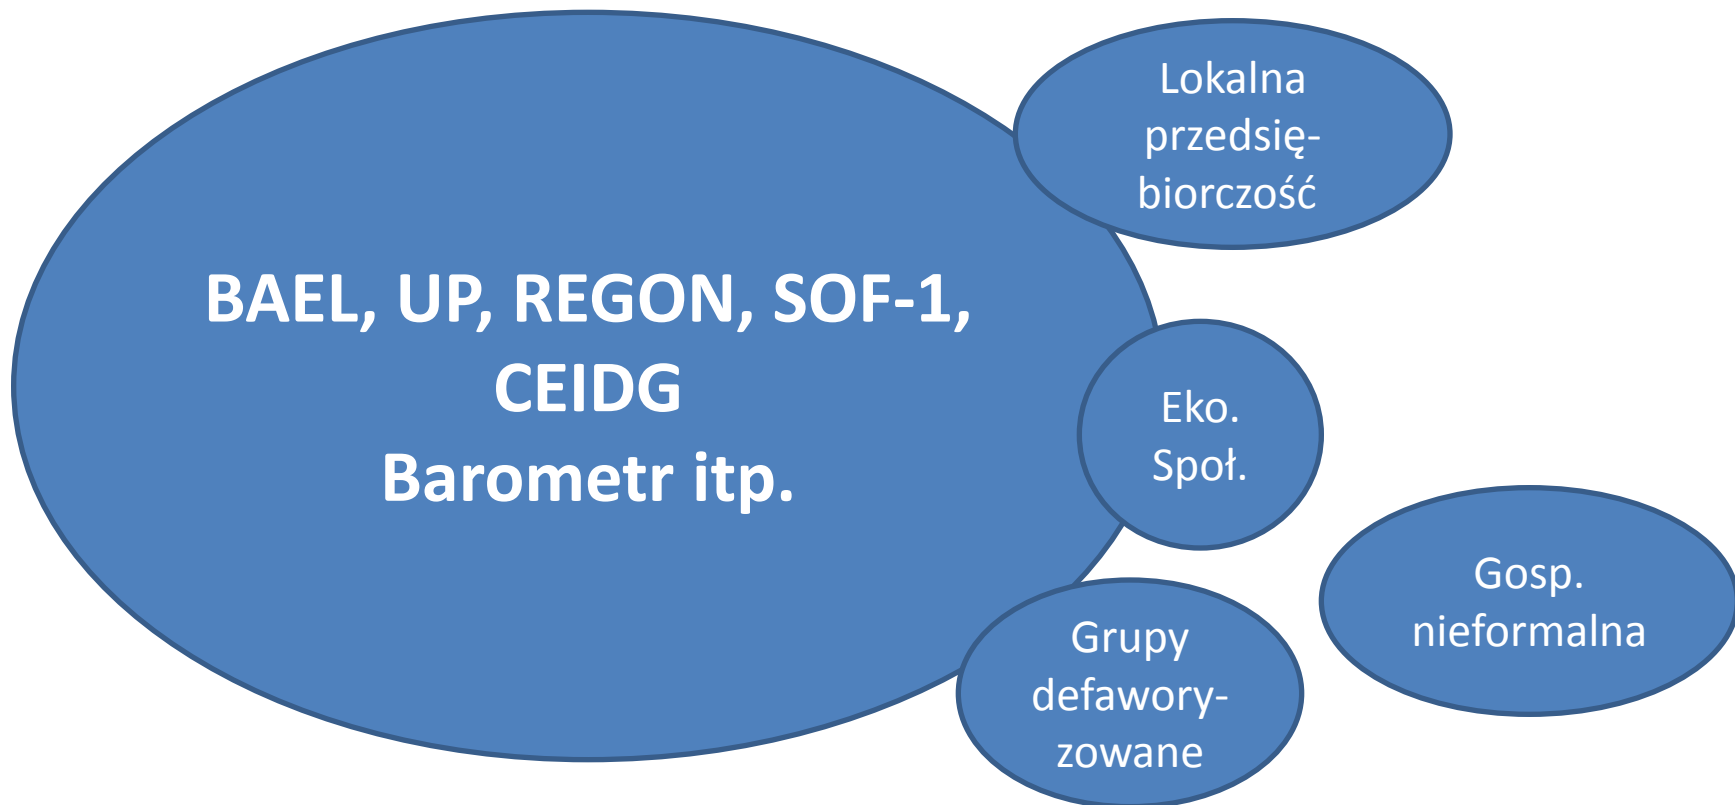 BAEL, UP, REGON, SOF-1,
CEIDG
Barometr itp.
Lokalna
przedsię-
biorczość
Eko.
Społ.
Gosp.
nieformalna
Grupy
defawory-
zowane